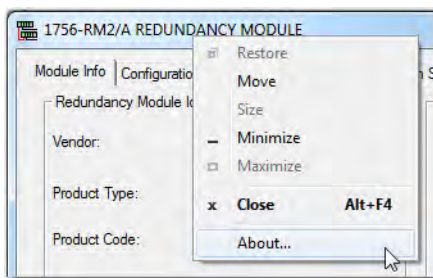 1756-RM2/A REDUNDANCY MODULE
Module Info
Configuratio
Redundancy Module
Vendor:
Product Type:
Product Code:
Restore
Move
Size
Minimize
Maximize
x Close Alt+F4
About...